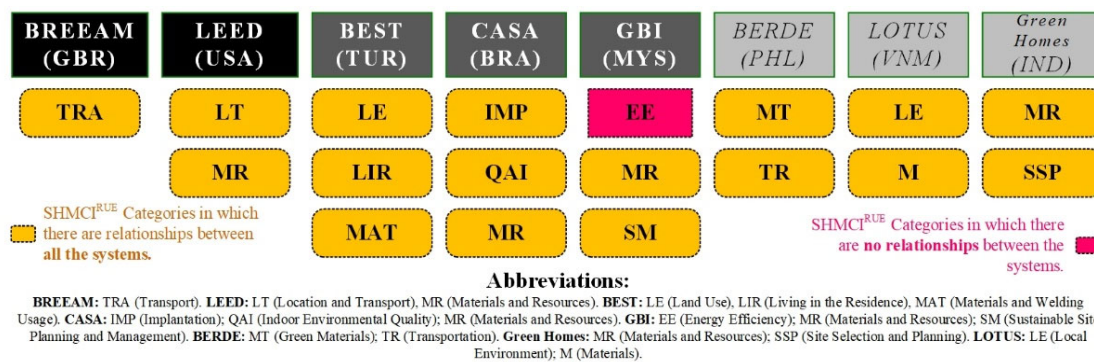 BREEAM (GBR)
LEED (USA)
BEST (TUR)
CASA (BRA)
GBI (MYS)
BERDE (PHL)
LOTUS (VNM)
Green Homes (IND)
TRA LT LE IMP EE MT LE MR
MR LIR QAI MR TR M SSP
MAT MR SM
SHMCI^RUE Categories in which
there are relationships between
all the systems.
SHMCI^RUE Categories in which there
are no relationships between the
systems.
Abbreviations:
BREEAM: TRA (Transport). LEED: LT (Location and Transport), MR (Materials and Resources). BEST: LE (Land Use), LIR (Living in the Residence), MAT (Materials and Welding
Usage). CASA: IMP (Implantation); QAI (Indoor Environmental Quality); MR (Materials and Resources). GBI: EE (Energy Efficiency); MR (Materials and Resources); SM (Sustainable Site
Planning and Management). BERDE: MT (Green Materials); TR (Transportation). Green Homes: MR (Materials and Resources); SSP (Site Selection and Planning). LOTUS: LE (Local
Environment); M (Materials).